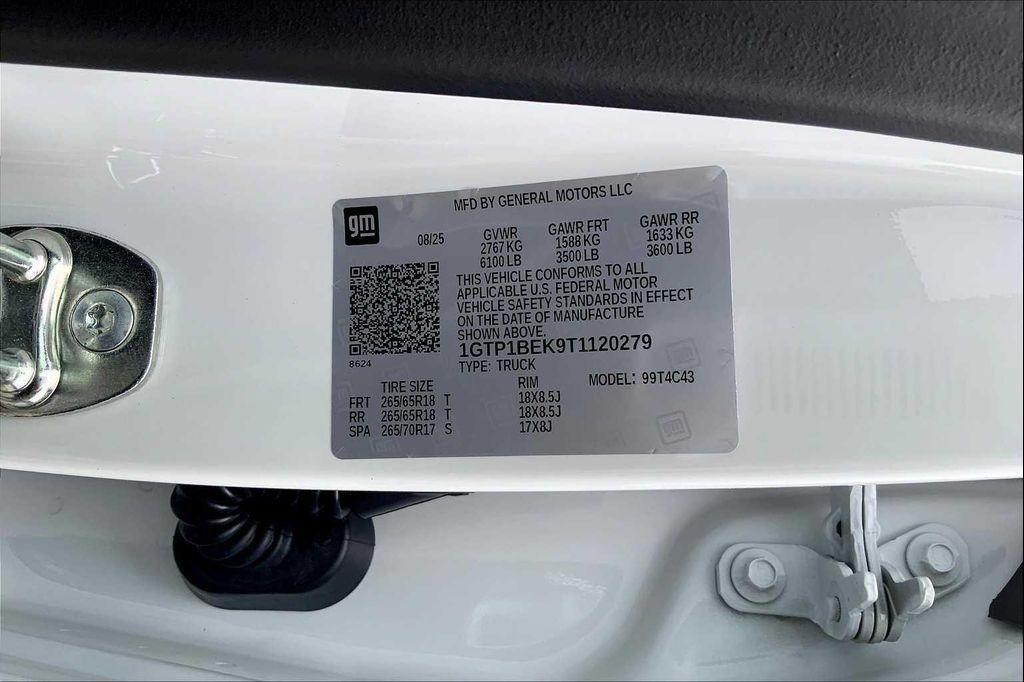 MFD BY GENERAL MOTORS LLC
gm
08/25
GVWR GAWR FRT GAWR RR
2767 KG 1588 KG 1633 KG
6100 LB 3500 LB 3600 LB
THIS VEHICLE CONFORMS TO ALL
APPLICABLE U.S. FEDERAL MOTOR
VEHICLE SAFETY STANDARDS IN EFFECT
ON THE DATE OF MANUFACTURE
SHOWN ABOVE.
1GTP1BEK9T1120279
8624
TYPE: TRUCK
TIRE SIZE RIM MODEL: 99T4C43
FRT 265/65R18 T 18X8.5J
RR 265/65R18 T 18X8.5J
SPA 265/70R17 S 17X8J